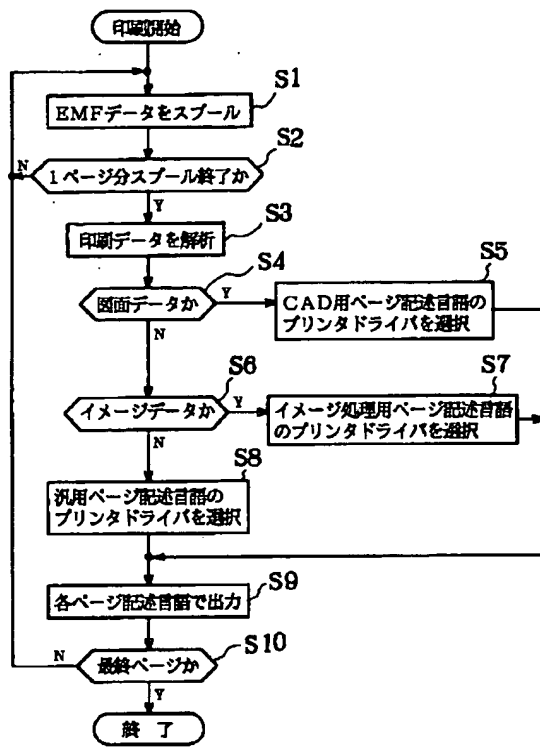 印刷開始
S1
EMFデータをスプール
S2
N
1ページ分スプール終了か
Y
S3
印刷データを解析
S4
図面データか
Y
S5
CAD用ページ記述言語の
プリンタドライバを選択
N
S6
イメージデータか
Y
S7
イメージ処理用ページ記述言語
のプリンタドライバを選択
N
S8
汎用ページ記述言語の
プリンタドライバを選択
S9
各ページ記述言語で出力
S10
N
最終ページか
Y
終 了